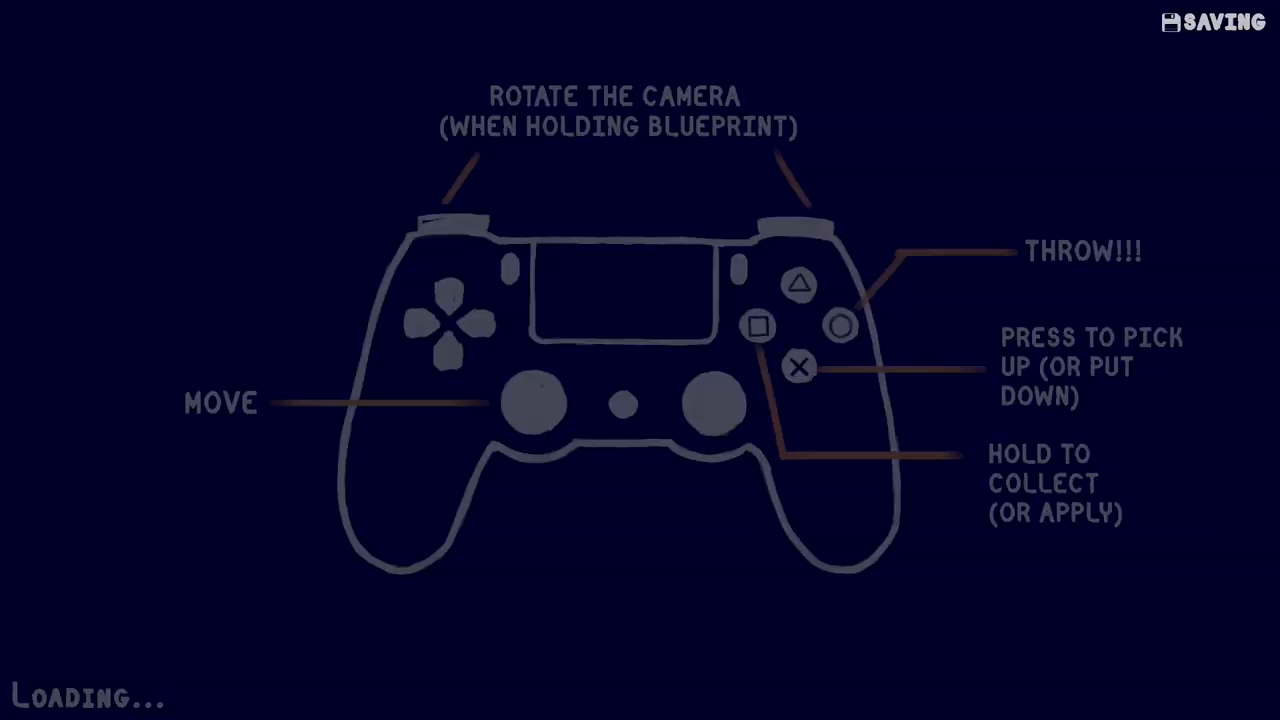 SAVING
ROTATE THE CAMERA
(WHEN HOLDING BLUEPRINT)
THROW!!!
PRESS TO PICK
UP (OR PUT
DOWN)
MOVE
HOLD TO
COLLECT
(OR APPLY)
LOADING...